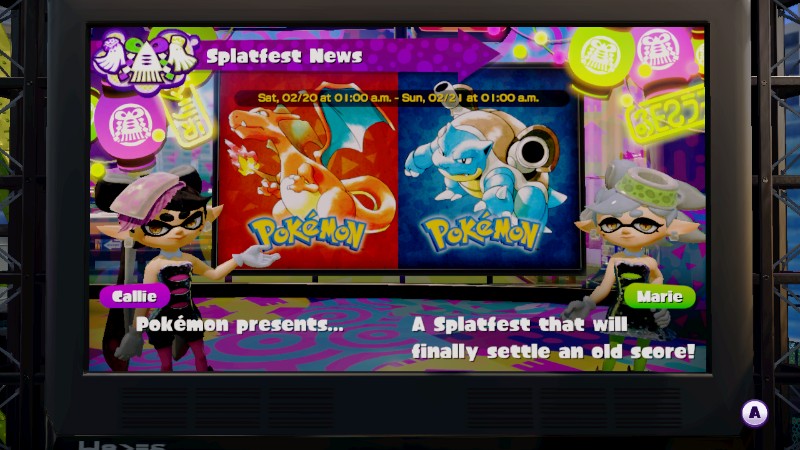 Splatfest News
Sat, 02/20 at 01:00 a.m. - Sun, 02/21 at 01:00 a.m.
POKéMON
POKéMON
Callie
Marie
Pokémon presents...
A Splatfest that will
finally settle an old score!
A